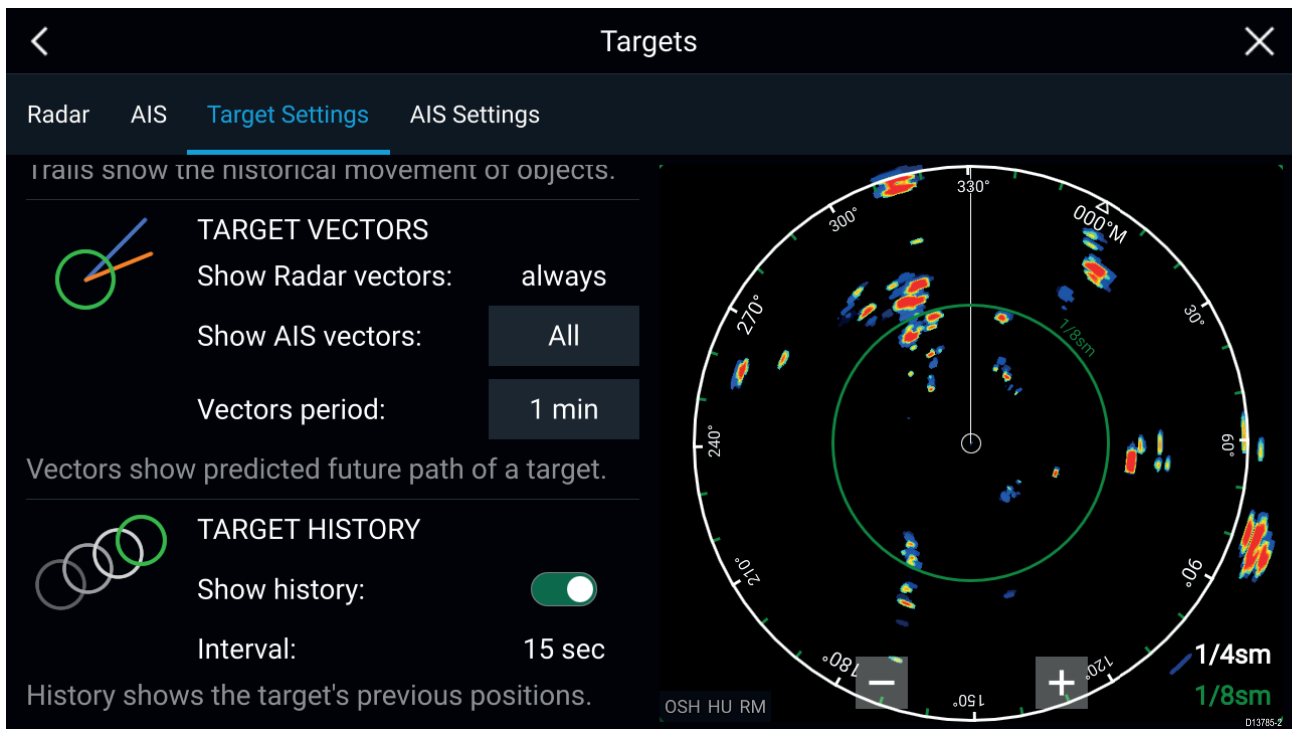 Targets
Radar AIS Target Settings AIS Settings
Trails show the historical movement of objects.
TARGET VECTORS
Show Radar vectors: always
Show AIS vectors: All
Vectors period: 1 min
Vectors show predicted future path of a target.
TARGET HISTORY
Show history:
Interval: 15 sec
History shows the target's previous positions.
330°
000°M
30°
60°
90°
120°
150°
180°
210°
240°
270°
300°
1/8sm
−
+
1/4sm
1/8sm
OSH HU RM
D13785-2